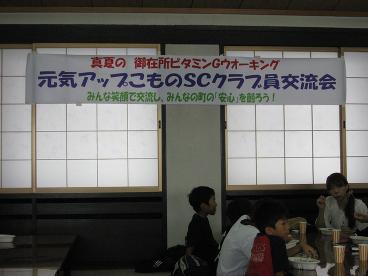 真夏の 御在所ビタミンGウオーキング
元気アップこものSCクラブ員交流会
みんな笑顔で交流し、みんなの町の「安心」を創ろう！